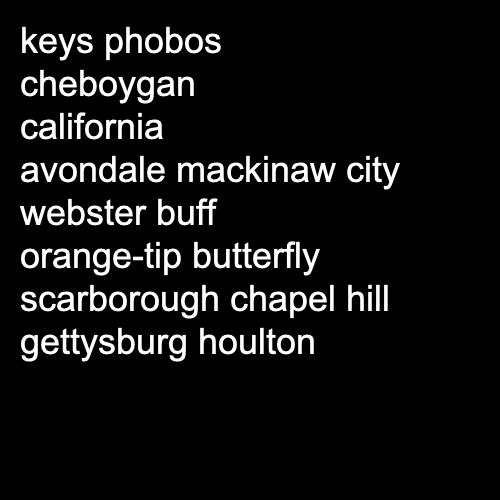 keys phobos
cheboygan
california
avondale mackinaw city
webster buff
orange-tip butterfly
scarborough chapel hill
gettysburg houlton